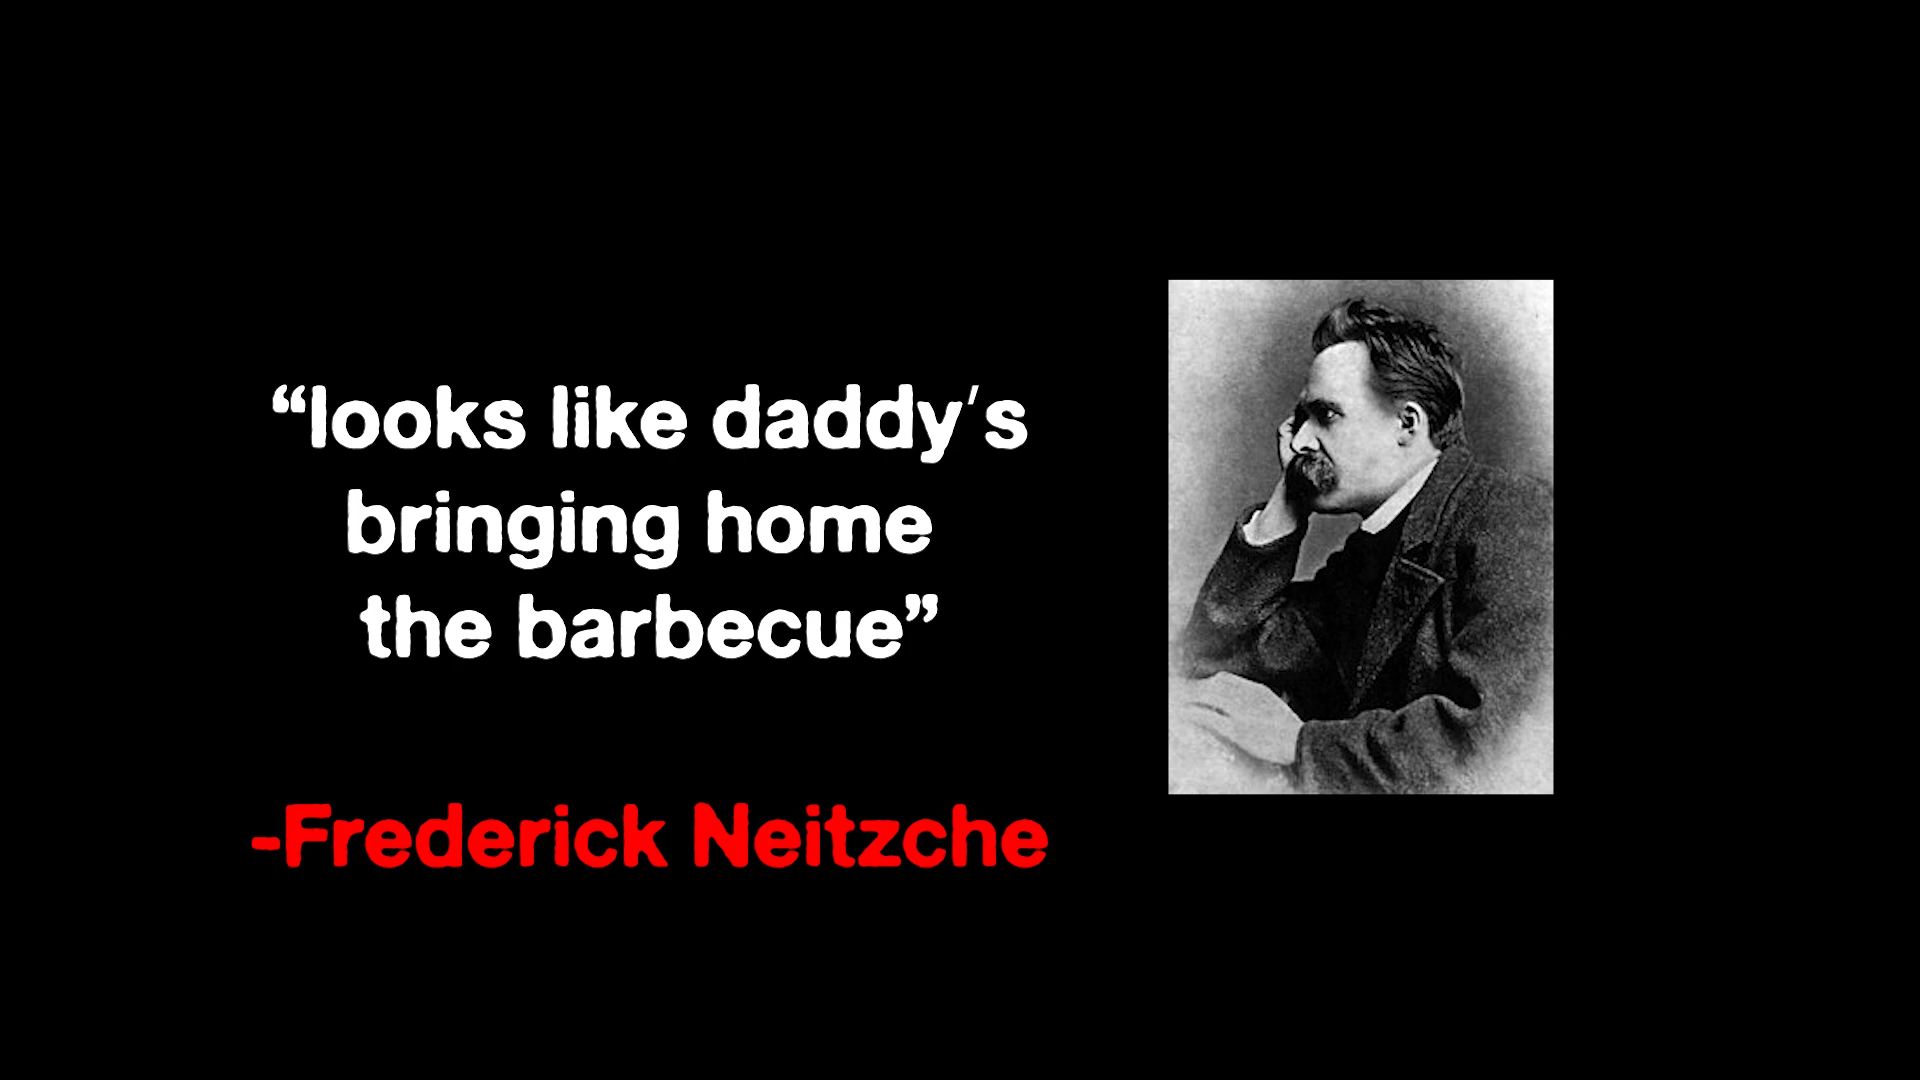 “looks like daddy's
bringing home
the barbecue”
-Frederick Neitzche